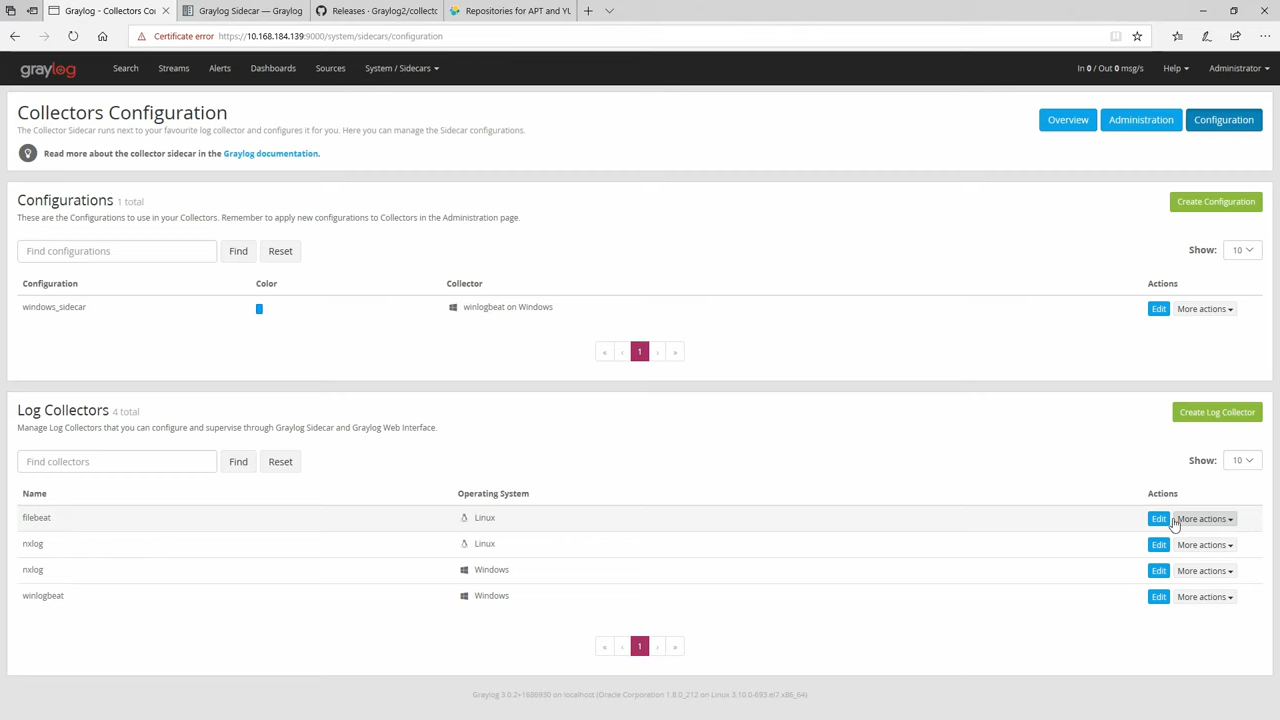 Graylog - Collectors Con
Graylog Sidecar — Graylog
Releases · Graylog2/collectc
Repositories for APT and YL
Certificate error https://10.168.184.139:9000/system/sidecars/configuration
graylog Search Streams Alerts Dashboards Sources System / Sidecars In 0 / Out 0 msg/s Help Administrator
Collectors Configuration
The Collector Sidecar runs next to your favourite log collector and configures it for you. Here you can manage the Sidecar configurations.
Overview Administration Configuration
Read more about the collector sidecar in the Graylog documentation.
Configurations 1 total
Create Configuration
These are the Configurations to use in your Collectors. Remember to apply new configurations to Collectors in the Administration page.
Find configurations Find Reset Show: 10
Configuration Color Collector Actions
windows_sidecar winlogbeat on Windows Edit More actions
« ‹ 1 › »
Log Collectors 4 total
Create Log Collector
Manage Log Collectors that you can configure and supervise through Graylog Sidecar and Graylog Web Interface.
Find collectors Find Reset Show: 10
Name Operating System Actions
filebeat Linux Edit More actions
nxlog Linux Edit More actions
nxlog Windows Edit More actions
winlogbeat Windows Edit More actions
« ‹ 1 › »
Graylog 3.0.2+1686930 on localhost (Oracle Corporation 1.8.0_212 on Linux 3.10.0-693.el7.x86_64)